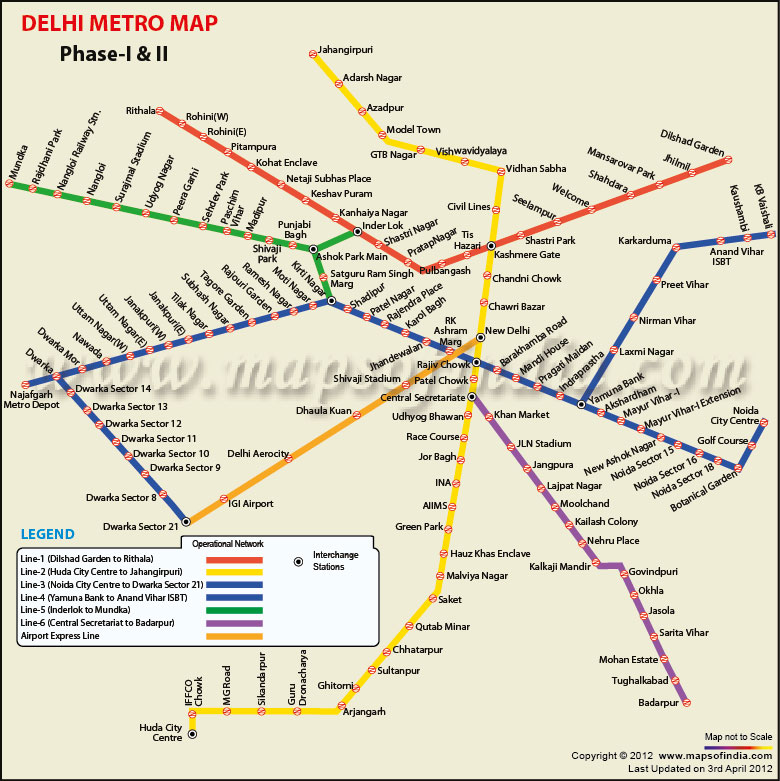 DELHI METRO MAP
Phase-I & II
Jahangirpuri
Adarsh Nagar
Azadpur
Model Town
GTB Nagar
Vishwavidyalaya
Vidhan Sabha
Civil Lines
Rithala
Rohini(W)
Rohini(E)
Pitampura
Kohat Enclave
Netaji Subhas Place
Keshav Puram
Kanhaiya Nagar
Inder Lok
Shastri Nagar
PratapNagar
Pulbangash
Tis
Hazari
Kashmere Gate
Shastri Park
Seelampur
Welcome
Shahdara
Mansarovar Park
Jhilmil
Dilshad Garden
Mundka
Rajdhani Park
Nangloi Railway Stn.
Nangloi
Surajmal Stadium
Udyog Nagar
Peera Garhi
Sehdev Park
Paschim
Vihar
Madipur
Shivaji
Park
Punjabi
Bagh
Ashok Park Main
Satguru Ram Singh
Marg
Kirti Nagar
Moti Nagar
Ramesh Nagar
Rajouri Garden
Tagore Garden
Subhash Nagar
Tilak Nagar
Janakpuri(E)
Janakpuri(W)
Uttam Nagar(E)
Uttam Nagar(W)
Nawada
Dwarka Mor
Dwarka
Najafgarh
Metro Depot
Dwarka Sector 14
Dwarka Sector 13
Dwarka Sector 12
Dwarka Sector 11
Dwarka Sector 10
Dwarka Sector 9
Dwarka Sector 8
Dwarka Sector 21
IGI Airport
Delhi Aerocity
Dhaula Kuan
Shivaji Stadium
New Delhi
Shadipur
Patel Nagar
Rajendra Place
Karol Bagh
Jhandewalan
RK
Ashram
Marg
Rajiv Chowk
Chandni Chowk
Chawri Bazar
Barakhamba Road
Mandi House
Pragati Maidan
Indraprastha
Yamuna Bank
Akshardham
Mayur Vihar-I
Mayur Vihar-I Extension
New Ashok Nagar
Noida Sector 15
Noida Sector 16
Noida Sector 18
Botanical Garden
Golf Course
Noida
City Centre
Laxmi Nagar
Nirman Vihar
Preet Vihar
Karkarduma
Anand Vihar
ISBT
Kaushambi
KB Vaishali
Patel Chowk
Central Secretariate
Udhyog Bhawan
Race Course
Jor Bagh
INA
AIIMS
Green Park
Hauz Khas Enclave
Malviya Nagar
Saket
Qutab Minar
Chhatarpur
Sultanpur
Ghitorni
Arjangarh
Guru
Dronacharya
Sikandarpur
MGRoad
IFFCO
Chowk
Huda City
Centre
Khan Market
JLN Stadium
Jangpura
Lajpat Nagar
Moolchand
Kailash Colony
Nehru Place
Kalkaji Mandir
Govindpuri
Okhla
Jasola
Sarita Vihar
Mohan Estate
Tughalkabad
Badarpur
www.mapsofindia.com
LEGEND
Operational Network
Line-1 (Dilshad Garden to Rithala)
Line-2 (Huda City Centre to Jahangirpuri)
Line-3 (Noida City Centre to Dwarka Sector 21)
Line-4 (Yamuna Bank to Anand Vihar ISBT)
Line-5 (Inderlok to Mundka)
Line-6 (Central Secretariat to Badarpur)
Airport Express Line
Interchange
Stations
Map not to Scale
Copyright © 2012 www.mapsofindia.com
Last Updated on 3rd April 2012